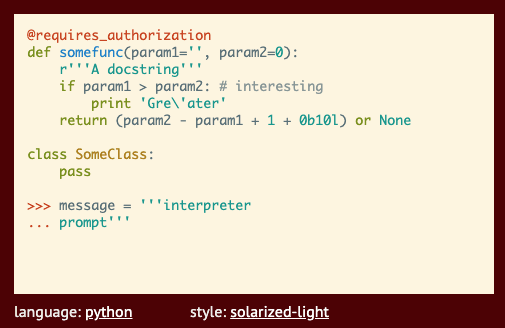 @requires_authorization
def somefunc(param1='', param2=0):
    r'''A docstring'''
    if param1 > param2: # interesting
        print 'Gre\'ater'
    return (param2 - param1 + 1 + 0b10l) or None

class SomeClass:
    pass

>>> message = '''interpreter
... prompt'''
language: python style: solarized-light